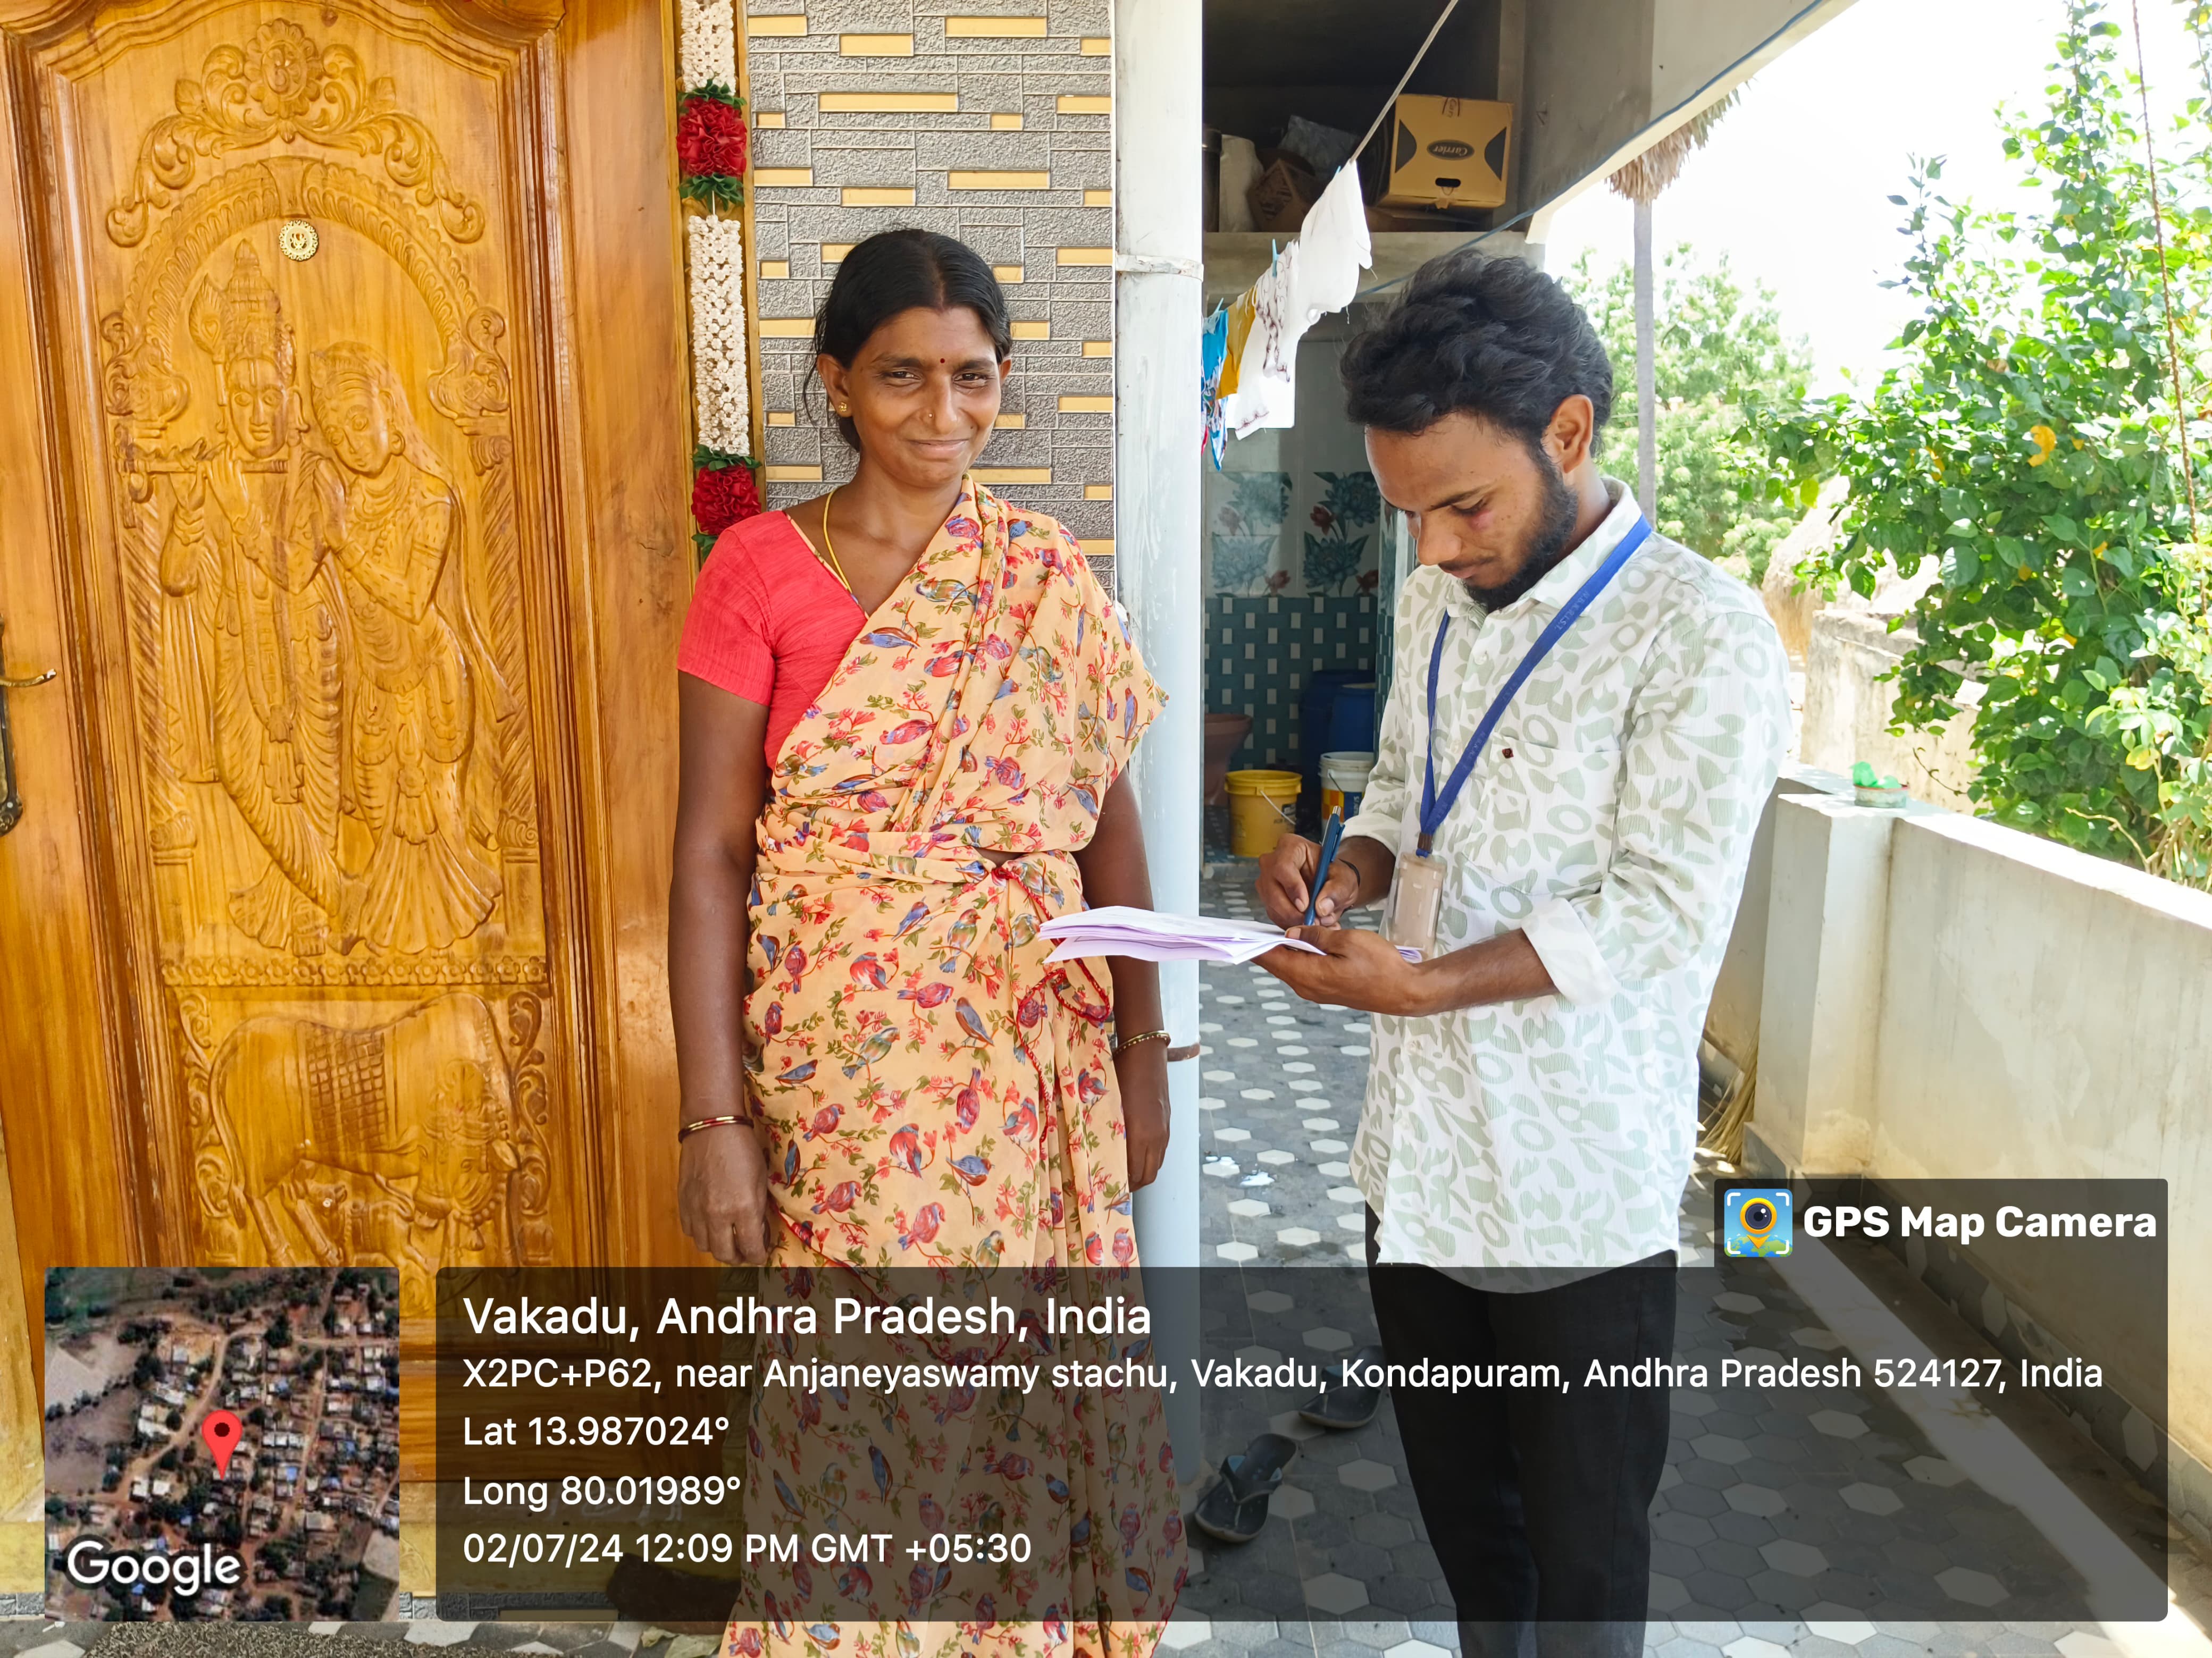 Carrier
GPS Map Camera
Vakadu, Andhra Pradesh, India
X2PC+P62, near Anjaneyaswamy stachu, Vakadu, Kondapuram, Andhra Pradesh 524127, India
Lat 13.987024°
Long 80.01989°
02/07/24 12:09 PM GMT +05:30
Google